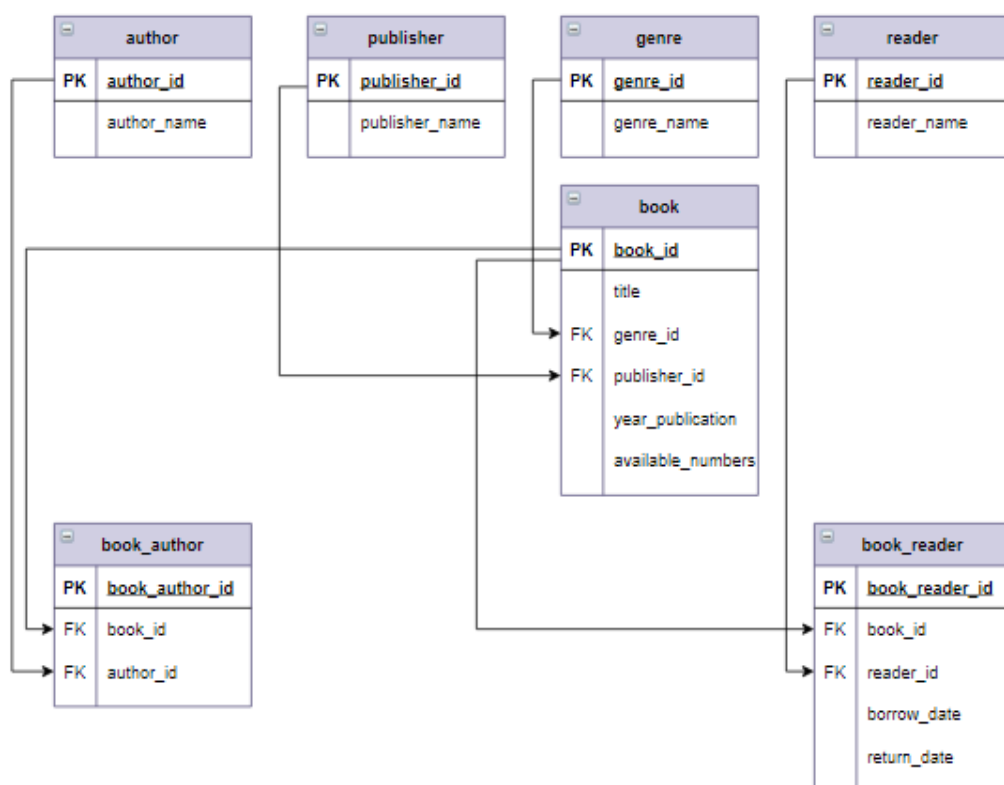 author
PK author_id
author_name
publisher
PK publisher_id
publisher_name
genre
PK genre_id
genre_name
reader
PK reader_id
reader_name
book
PK book_id
title
FK genre_id
FK publisher_id
year_publication
available_numbers
book_author
PK book_author_id
FK book_id
FK author_id
book_reader
PK book_reader_id
FK book_id
FK reader_id
borrow_date
return_date